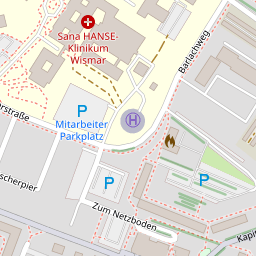 Sana HANSE-
Klinikum
Wismar
Barlachweg
H
P
Mitarbeiter
Parkplatz
P
P
Zum Netzboden